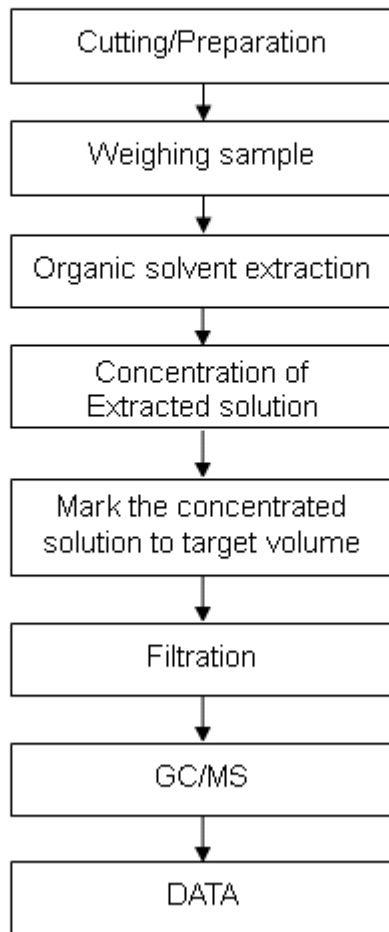 Cutting/Preparation
Weighing sample
Organic solvent extraction
Concentration of
Extracted solution
Mark the concentrated
solution to target volume
Filtration
GC/MS
DATA